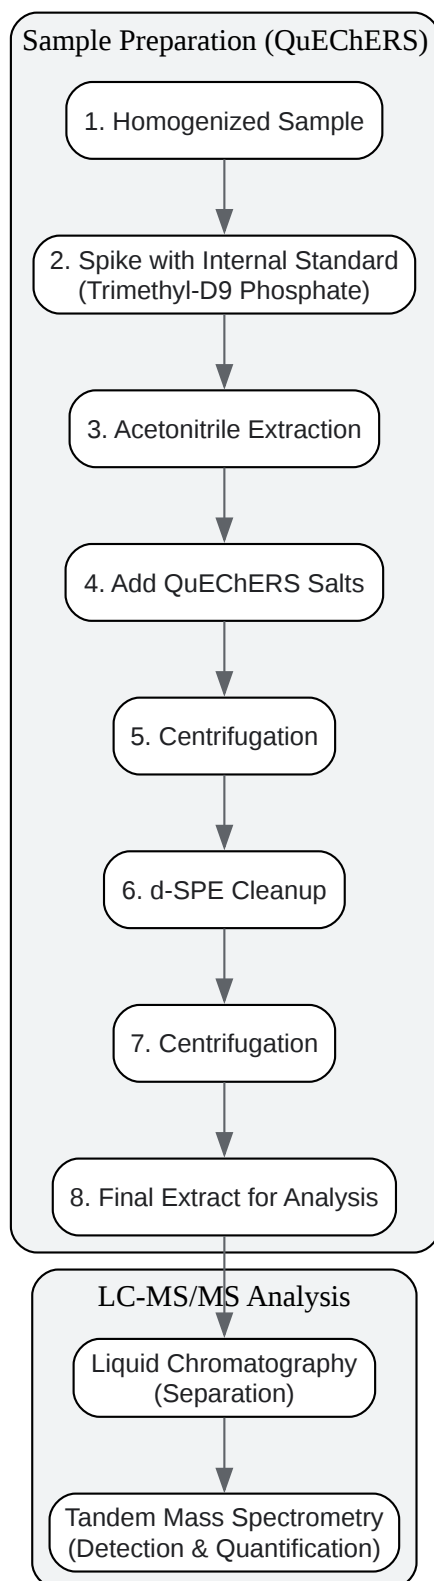 Sample Preparation (QuEChERS)
1. Homogenized Sample
2. Spike with Internal Standard
(Trimethyl-D9 Phosphate)
3. Acetonitrile Extraction
4. Add QuEChERS Salts
5. Centrifugation
6. d-SPE Cleanup
7. Centrifugation
8. Final Extract for Analysis
LC-MS/MS Analysis
Liquid Chromatography
(Separation)
Tandem Mass Spectrometry
(Detection & Quantification)